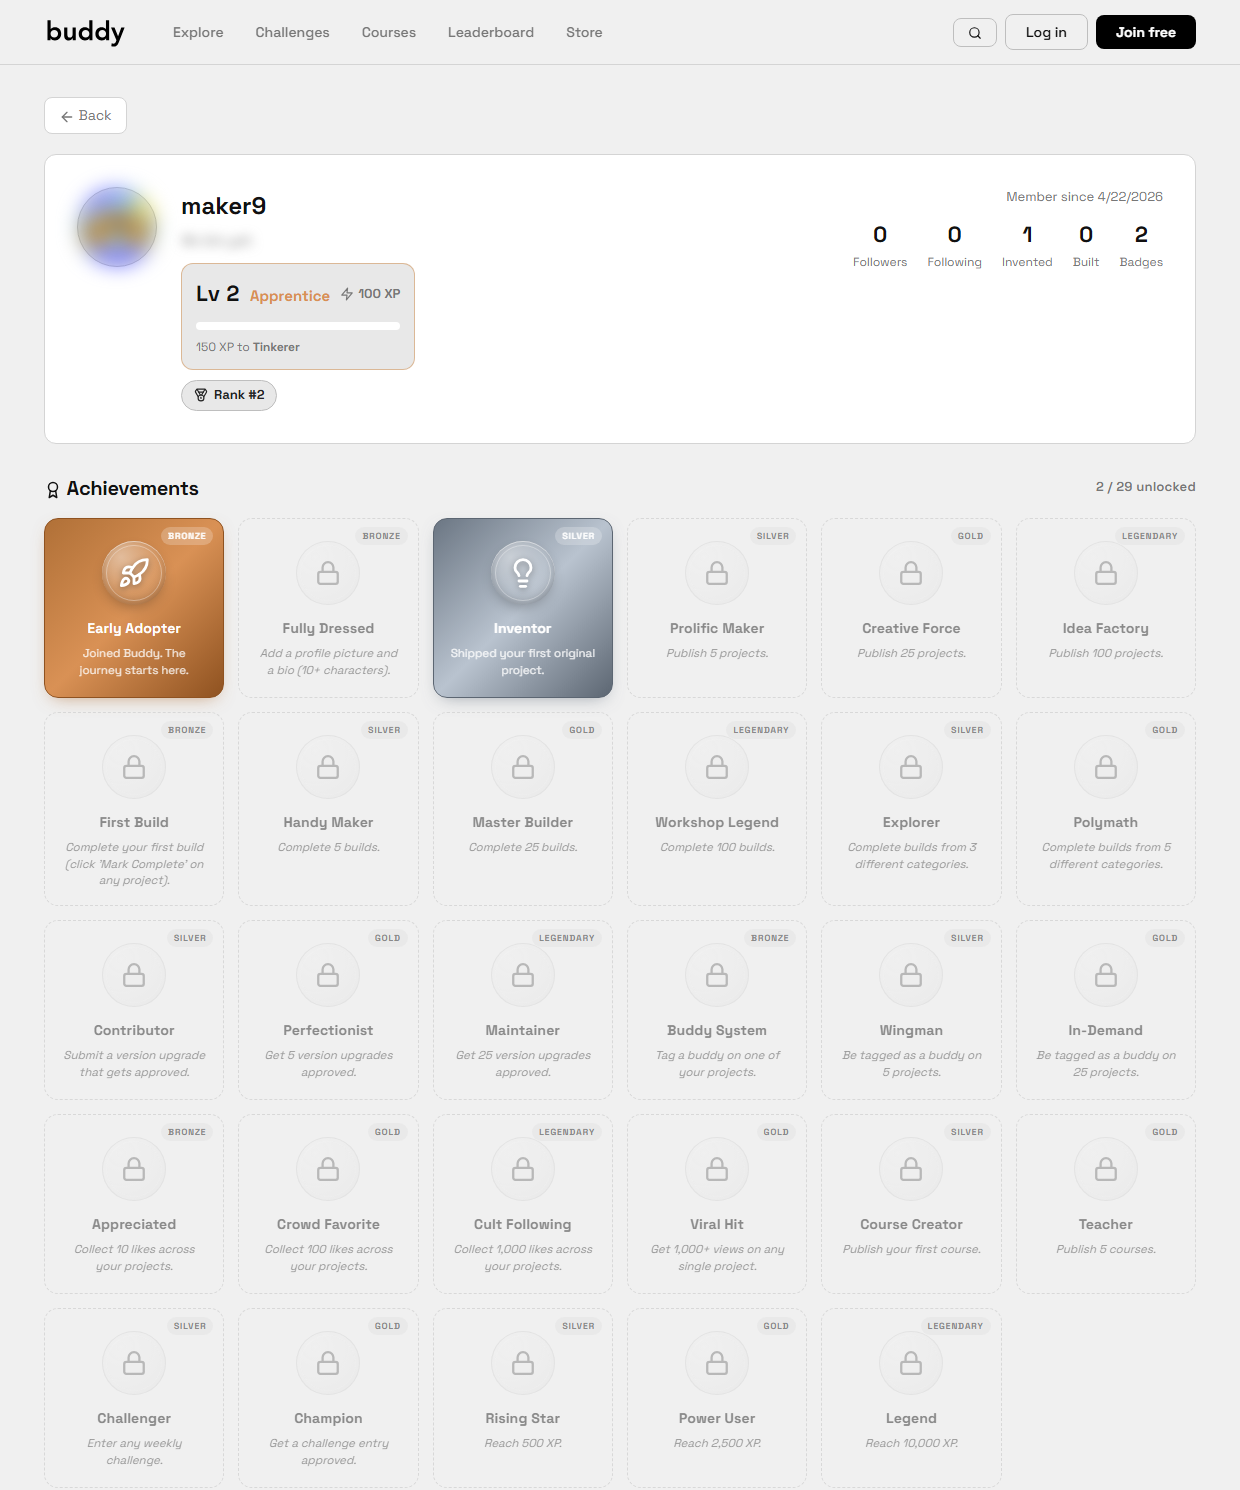 buddy
Explore
Challenges
Courses
Leaderboard
Store
Log in
Join free
Back
maker9
Member since 4/22/2026
0
0
1
0
2
Followers
Following
Invented
Built
Badges
Lv 2 Apprentice 100 XP
150 XP to Tinkerer
Rank #2
Achievements
2 / 29 unlocked
BRONZE
Early Adopter
Joined Buddy. The
journey starts here.
BRONZE
Fully Dressed
Add a profile picture and
a bio (10+ characters).
SILVER
Inventor
Shipped your first original
project.
SILVER
Prolific Maker
Publish 5 projects.
GOLD
Creative Force
Publish 25 projects.
LEGENDARY
Idea Factory
Publish 100 projects.
BRONZE
First Build
Complete your first build
(click 'Mark Complete' on
any project).
SILVER
Handy Maker
Complete 5 builds.
GOLD
Master Builder
Complete 25 builds.
LEGENDARY
Workshop Legend
Complete 100 builds.
SILVER
Explorer
Complete builds from 3
different categories.
GOLD
Polymath
Complete builds from 5
different categories.
SILVER
Contributor
Submit a version upgrade
that gets approved.
GOLD
Perfectionist
Get 5 version upgrades
approved.
LEGENDARY
Maintainer
Get 25 version upgrades
approved.
BRONZE
Buddy System
Tag a buddy on one of
your projects.
SILVER
Wingman
Be tagged as a buddy on
5 projects.
GOLD
In-Demand
Be tagged as a buddy on
25 projects.
BRONZE
Appreciated
Collect 10 likes across
your projects.
GOLD
Crowd Favorite
Collect 100 likes across
your projects.
LEGENDARY
Cult Following
Collect 1,000 likes across
your projects.
GOLD
Viral Hit
Get 1,000+ views on any
single project.
SILVER
Course Creator
Publish your first course.
GOLD
Teacher
Publish 5 courses.
SILVER
Challenger
Enter any weekly
challenge.
GOLD
Champion
Get a challenge entry
approved.
SILVER
Rising Star
Reach 500 XP.
GOLD
Power User
Reach 2,500 XP.
LEGENDARY
Legend
Reach 10,000 XP.